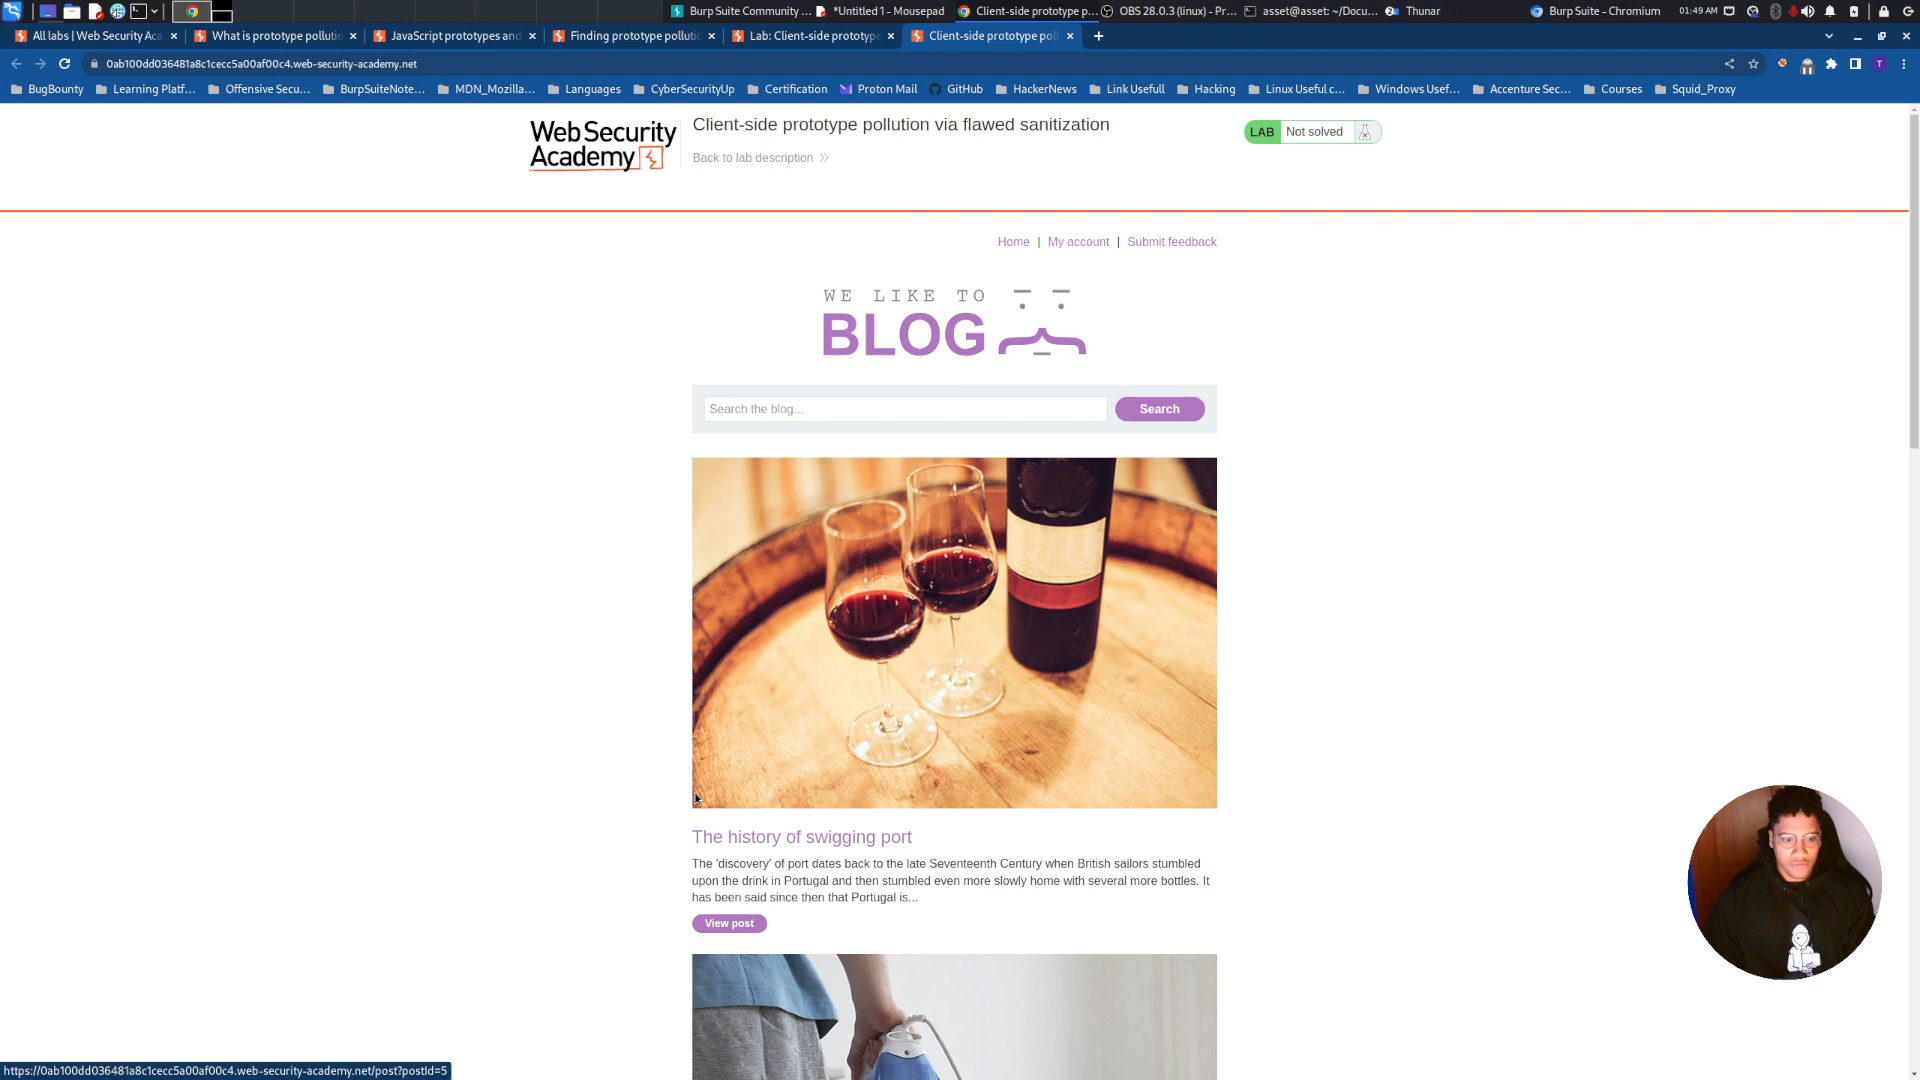 Burp Suite Community ...
*Untitled 1 - Mousepad
Client-side prototype p...
OBS 28.0.3 (linux) - Pr...
asset@asset: ~/Docu...
Thunar
Burp Suite - Chromium
01:49 AM
All labs | Web Security Aca
What is prototype pollutio
JavaScript prototypes and
Finding prototype pollutio
Lab: Client-side prototype
Client-side prototype poll
0ab100dd036481a8c1cecc5a00af00c4.web-security-academy.net
T
BugBounty
Learning Platf...
Offensive Secu...
BurpSuiteNote...
MDN_Mozilla...
Languages
CyberSecurityUp
Certification
Proton Mail
GitHub
HackerNews
Link Usefull
Hacking
Linux Useful c...
Windows Usef...
Accenture Sec...
Courses
Squid_Proxy
Web Security
Academy
Client-side prototype pollution via flawed sanitization
Back to lab description
LAB Not solved
Home | My account | Submit feedback
WE LIKE TO
BLOG
Search the blog...
Search
The history of swigging port
The 'discovery' of port dates back to the late Seventeenth Century when British sailors stumbled
upon the drink in Portugal and then stumbled even more slowly home with several more bottles. It
has been said since then that Portugal is...
View post
https://0ab100dd036481a8c1cecc5a00af00c4.web-security-academy.net/post?postId=5